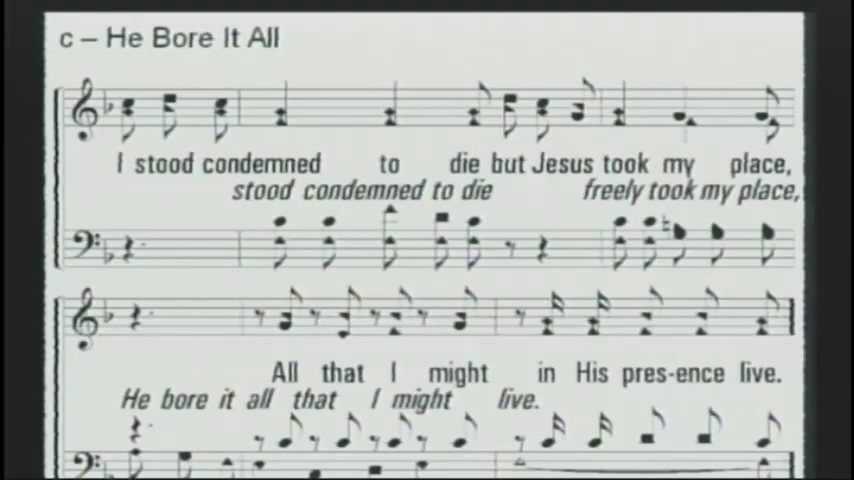 c – He Bore It All
I stood condemned to die but Jesus took my place,
stood condemned to die freely took my place,
All that I might in His pres-ence live.
He bore it all that I might live.